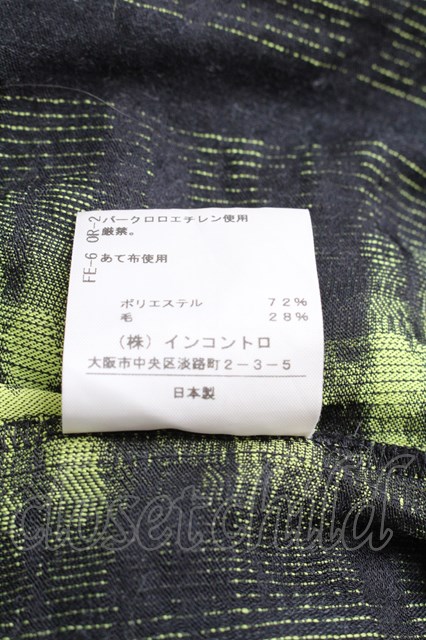 パークロロエチレン使用
厳禁。
あて布使用
FE-6 OR-2
ポリエステル 72%
毛 28%
(株) インコントロ
大阪市中央区淡路町2-3-5
日本製
closet child